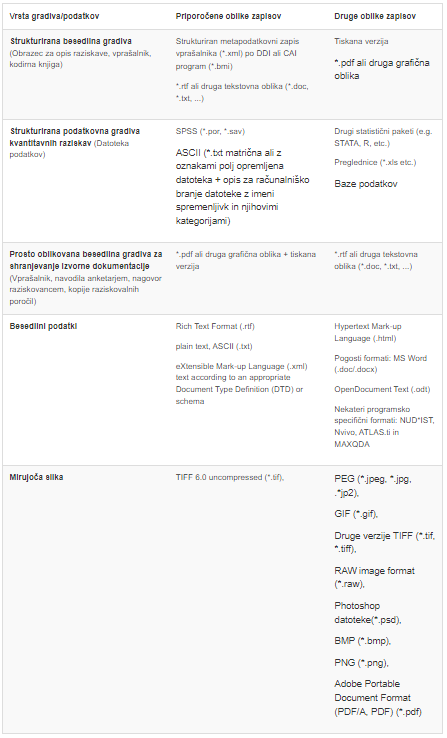 Vrsta gradiva/podatkov
Priporočene oblike zapisov
Druge oblike zapisov
Strukturirana besedilna gradiva
(Obrazec za opis raziskave, vprašalnik,
kodirna knjiga)
Strukturiran metapodatkovni zapis
vprašalnika (*.xml) po DDI ali CAI
program (*.bmi)
*.rtf ali druga tekstovna oblika (*.doc,
*.txt, ...)
Tiskana verzija
*.pdf ali druga grafična
oblika
Strukturirana podatkovna gradiva
kvantitavnih raziskav (Datoteka
podatkov)
SPSS (*.por, *.sav)
ASCII (*.txt matrična ali z
oznakami polj opremljena
datoteka + opis za računalniško
branje datoteke z imeni
spremenljivk in njihovimi
kategorijami)
Drugi statistični paketi (e.g.
STATA, R, etc.)
Preglednice (*.xls etc.)
Baze podatkov
Prosto oblikovana besedilna gradiva za
shranjevanje izvorne dokumentacije
(Vprašalnik, navodila anketarjem, nagovor
raziskovancem, kopije raziskovalnih
poročil)
*.pdf ali druga grafična oblika + tiskana
verzija
*.rtf ali druga tekstovna
oblika (*.doc, *.txt, ...)
Besedilni podatki
Rich Text Format (.rtf)
plain text, ASCII (.txt)
eXtensible Mark-up Language (.xml)
text according to an appropriate
Document Type Definition (DTD) or
schema
Hypertext Mark-up
Language (.html)
Pogosti formati: MS Word
(.doc/.docx)
OpenDocument Text (.odt)
Nekateri programsko
specifični formati: NUD*IST,
Nvivo, ATLAS.ti in
MAXQDA
Mirujoča slika
TIFF 6.0 uncompressed (*.tif),
PEG (*.jpeg, *.jpg,
.*jp2),
GIF (*.gif),
Druge verzije TIFF (*.tif,
*.tiff),
RAW image format
(*.raw),
Photoshop
datoteke(*.psd),
BMP (*.bmp),
PNG (*.png),
Adobe Portable
Document Format
(PDF/A, PDF) (*.pdf)